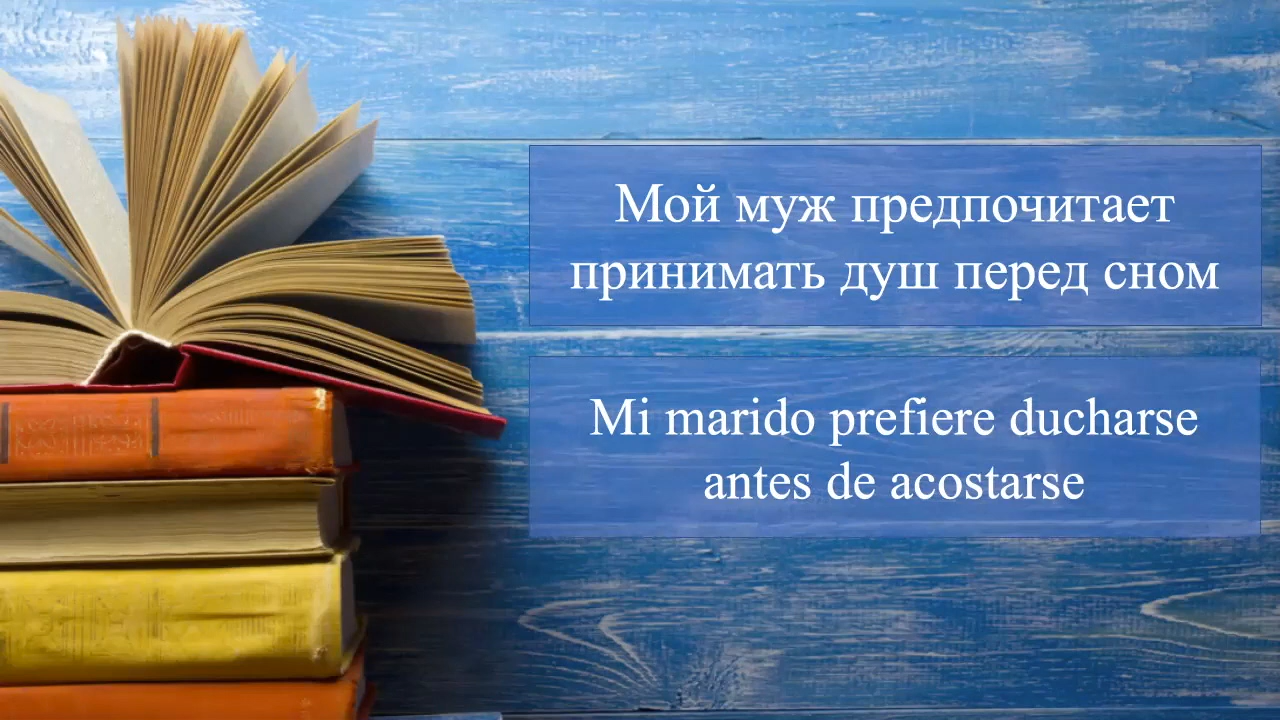 Мой муж предпочитает
принимать душ перед сном
Mi marido prefiere ducharse
antes de acostarse